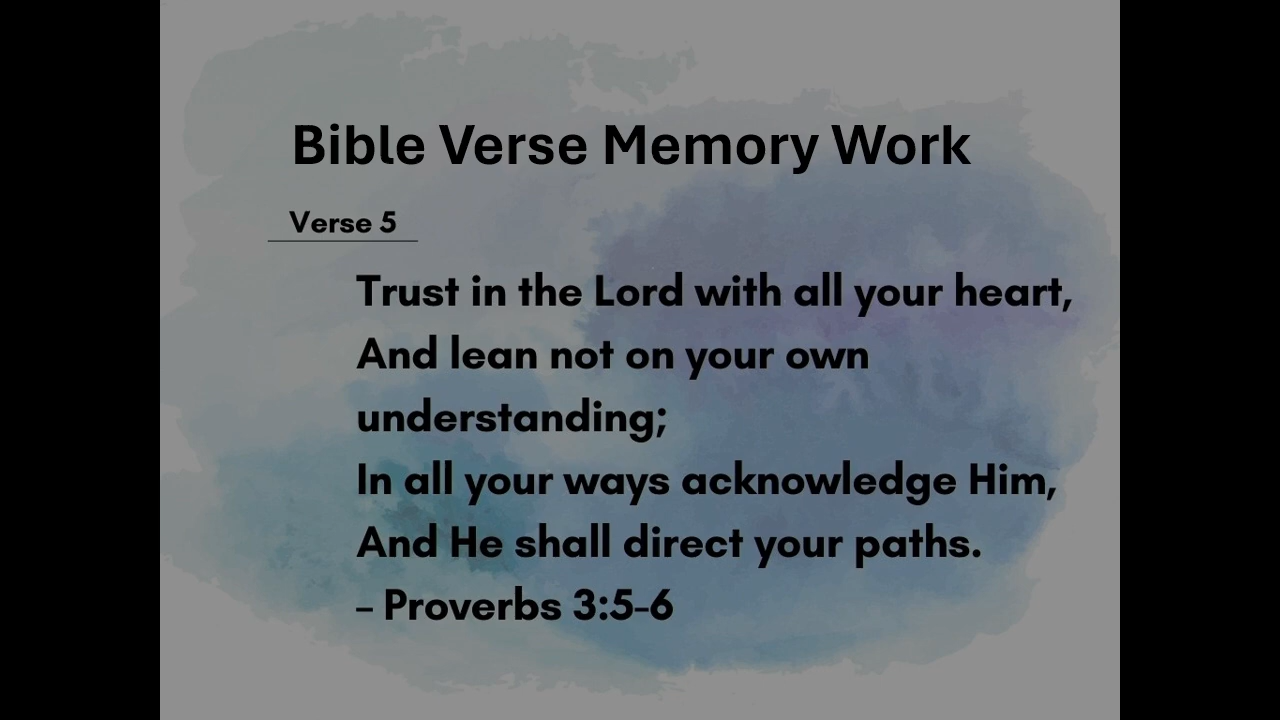 Bible Verse Memory Work
Verse 5
Trust in the Lord with all your heart,
And lean not on your own
understanding;
In all your ways acknowledge Him,
And He shall direct your paths.
– Proverbs 3:5-6